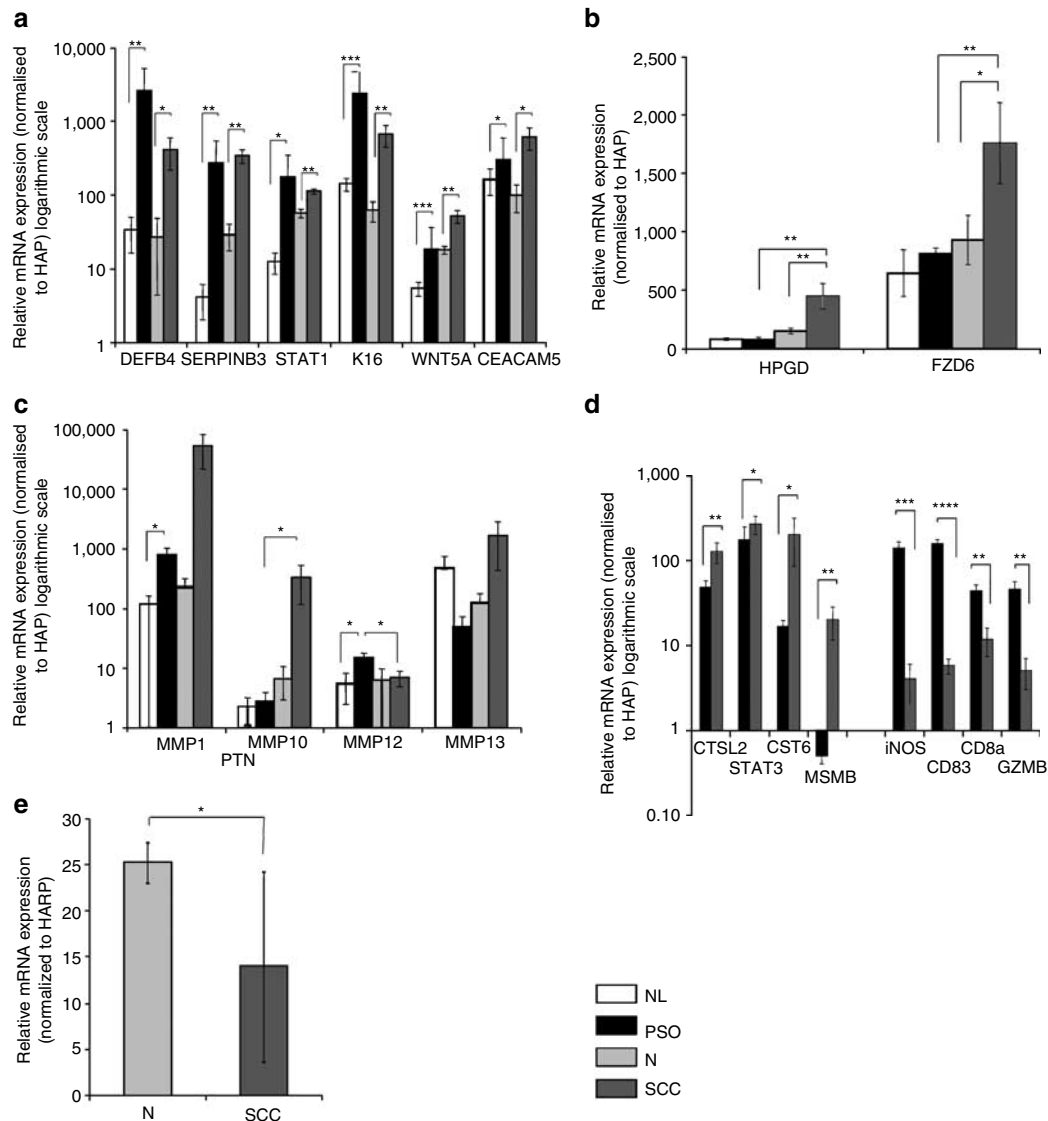 a
Relative mRNA expression (normalised
to HAP) logarithmic scale
10,000
1,000
100
10
1
** * ** ** * ** *** ** *** ** * *
DEFB4 SERPINB3 STAT1 K16 WNT5A CEACAM5
b
Relative mRNA expression
(normalised to HAP)
2,500
2,000
1,500
1,000
500
0
**
**
**
*
HPGD FZD6
c
Relative mRNA expression (normalised
to HAP) logarithmic scale
100,000
10,000
1,000
100
10
1
* * * *
MMP1 MMP10 MMP12 MMP13
PTN
d
Relative mRNA expression (normalised
to HAP) logarithmic scale
1,000
100
10
1
0.10
** * * ** *** **** ** **
CTSL2 CST6 iNOS CD8a
STAT3 MSMB CD83 GZMB
e
Relative mRNA expression
(normalized to HARP)
30
25
20
15
10
5
0
*
N SCC
NL
PSO
N
SCC